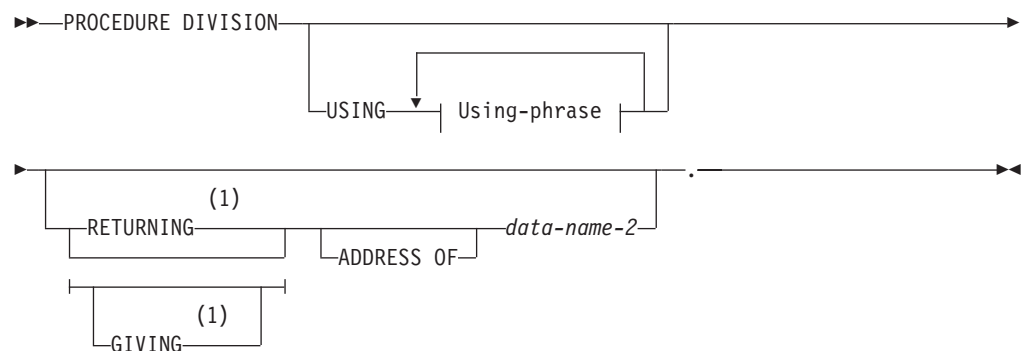 PROCEDURE DIVISION
USING Using-phrase
.
(1)
RETURNING data-name-2
ADDRESS OF
(1)
GIVING